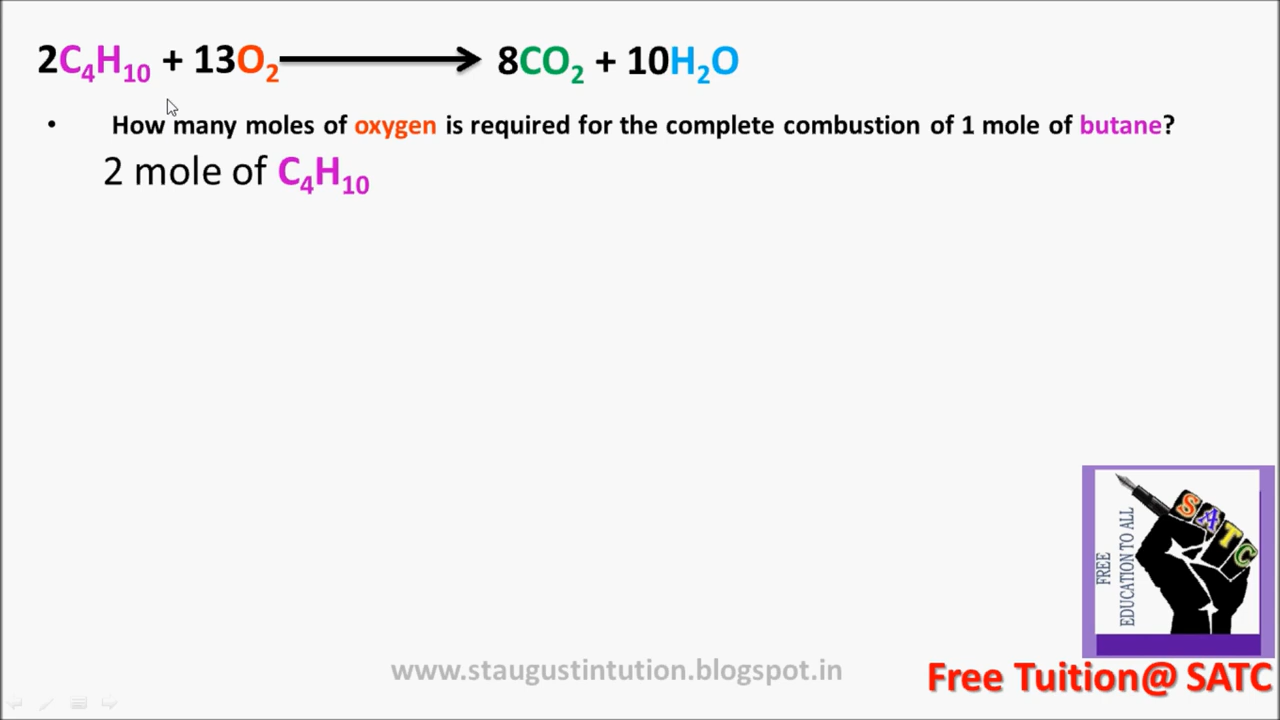 2C₄H₁₀ + 13O₂ ⟶ 8CO₂ + 10H₂O
• How many moles of oxygen is required for the complete combustion of 1 mole of butane?
2 mole of C₄H₁₀
SATC
FREE
EDUCATION TO ALL
www.staugustintution.blogspot.in
Free Tuition@ SATC